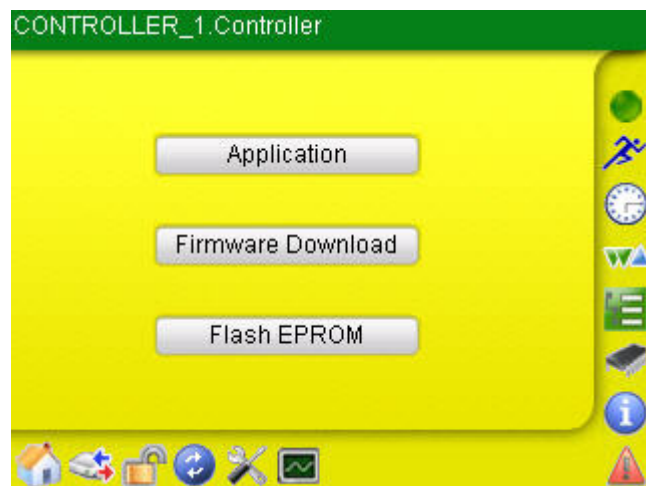 CONTROLLER_1.Controller
Application
Firmware Download
Flash EPROM